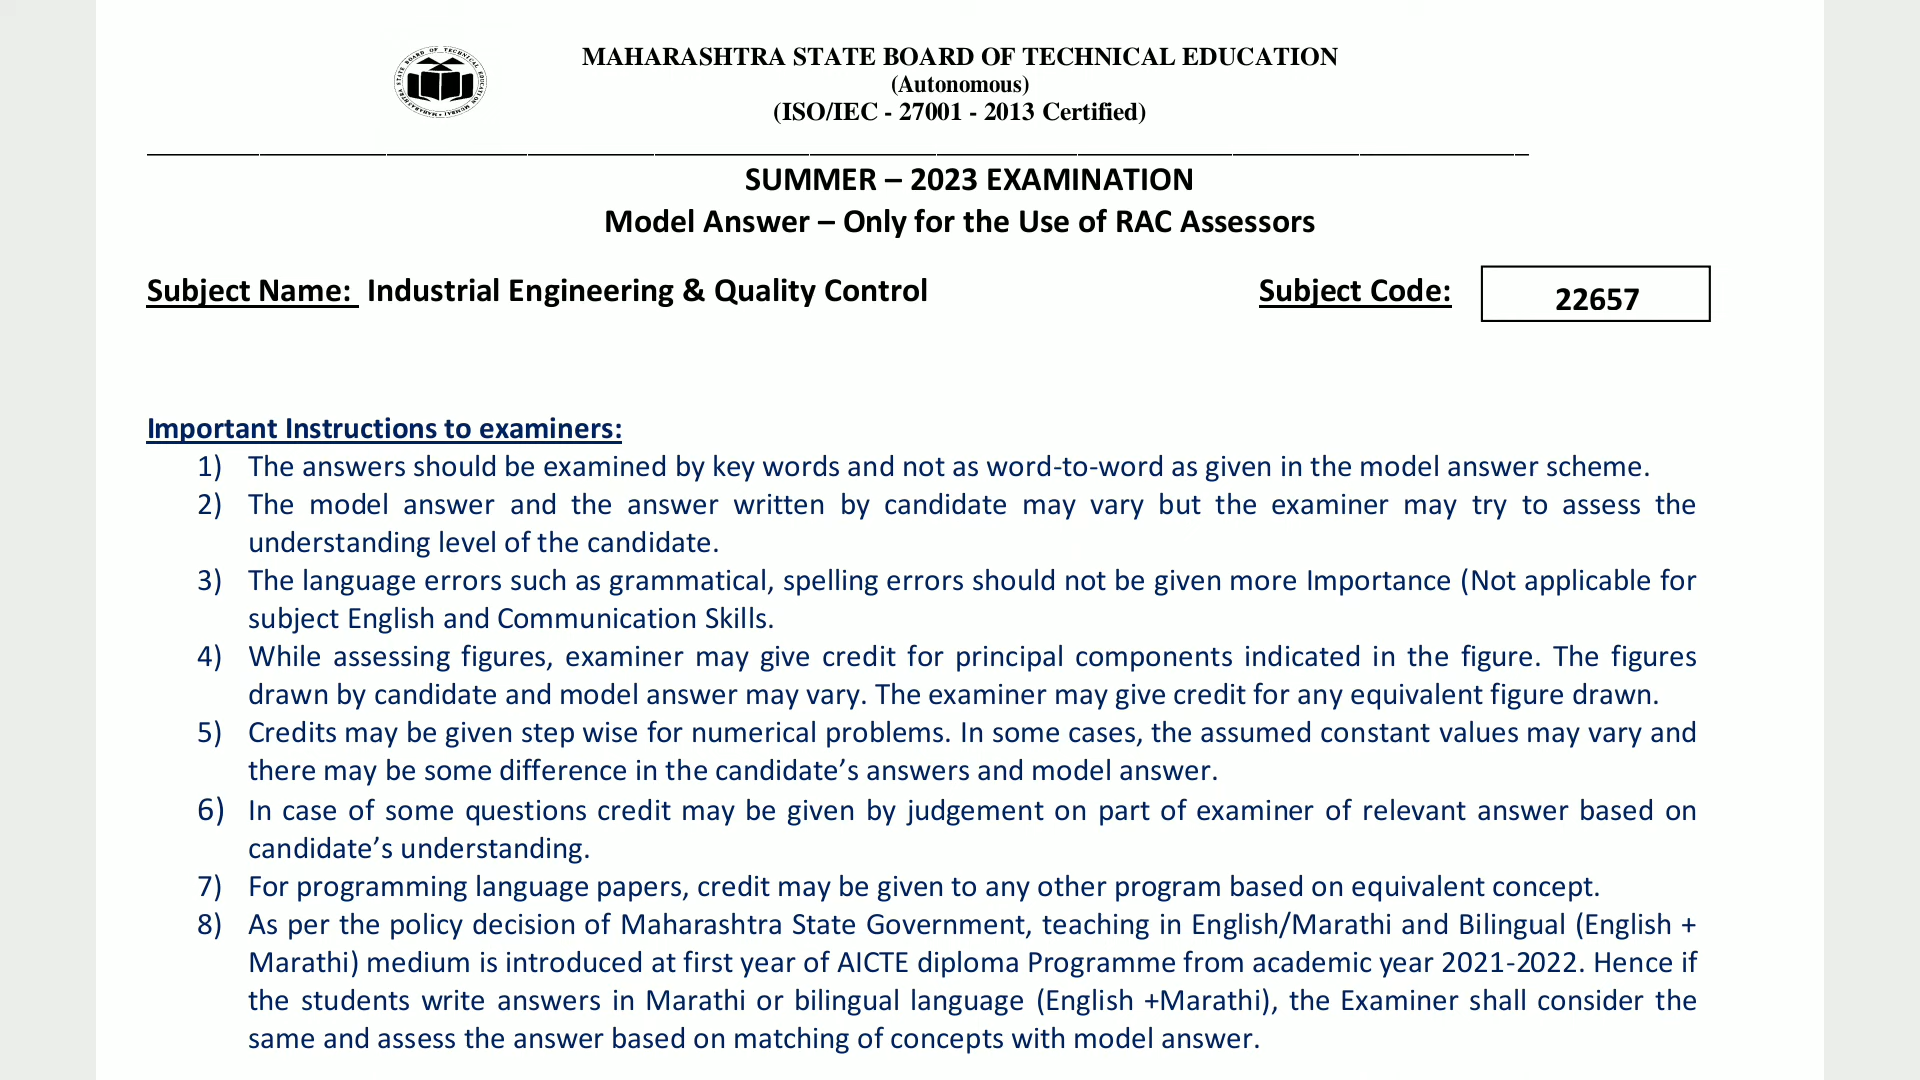 MAHARASHTRA STATE BOARD OF TECHNICAL EDUCATION
(Autonomous)
(ISO/IEC - 27001 - 2013 Certified)
SUMMER – 2023 EXAMINATION
Model Answer – Only for the Use of RAC Assessors
Subject Name: Industrial Engineering & Quality Control Subject Code: 22657
Important Instructions to examiners:
1) The answers should be examined by key words and not as word-to-word as given in the model answer scheme.
2) The model answer and the answer written by candidate may vary but the examiner may try to assess the
understanding level of the candidate.
3) The language errors such as grammatical, spelling errors should not be given more Importance (Not applicable for
subject English and Communication Skills.
4) While assessing figures, examiner may give credit for principal components indicated in the figure. The figures
drawn by candidate and model answer may vary. The examiner may give credit for any equivalent figure drawn.
5) Credits may be given step wise for numerical problems. In some cases, the assumed constant values may vary and
there may be some difference in the candidate’s answers and model answer.
6) In case of some questions credit may be given by judgement on part of examiner of relevant answer based on
candidate’s understanding.
7) For programming language papers, credit may be given to any other program based on equivalent concept.
8) As per the policy decision of Maharashtra State Government, teaching in English/Marathi and Bilingual (English +
Marathi) medium is introduced at first year of AICTE diploma Programme from academic year 2021-2022. Hence if
the students write answers in Marathi or bilingual language (English +Marathi), the Examiner shall consider the
same and assess the answer based on matching of concepts with model answer.